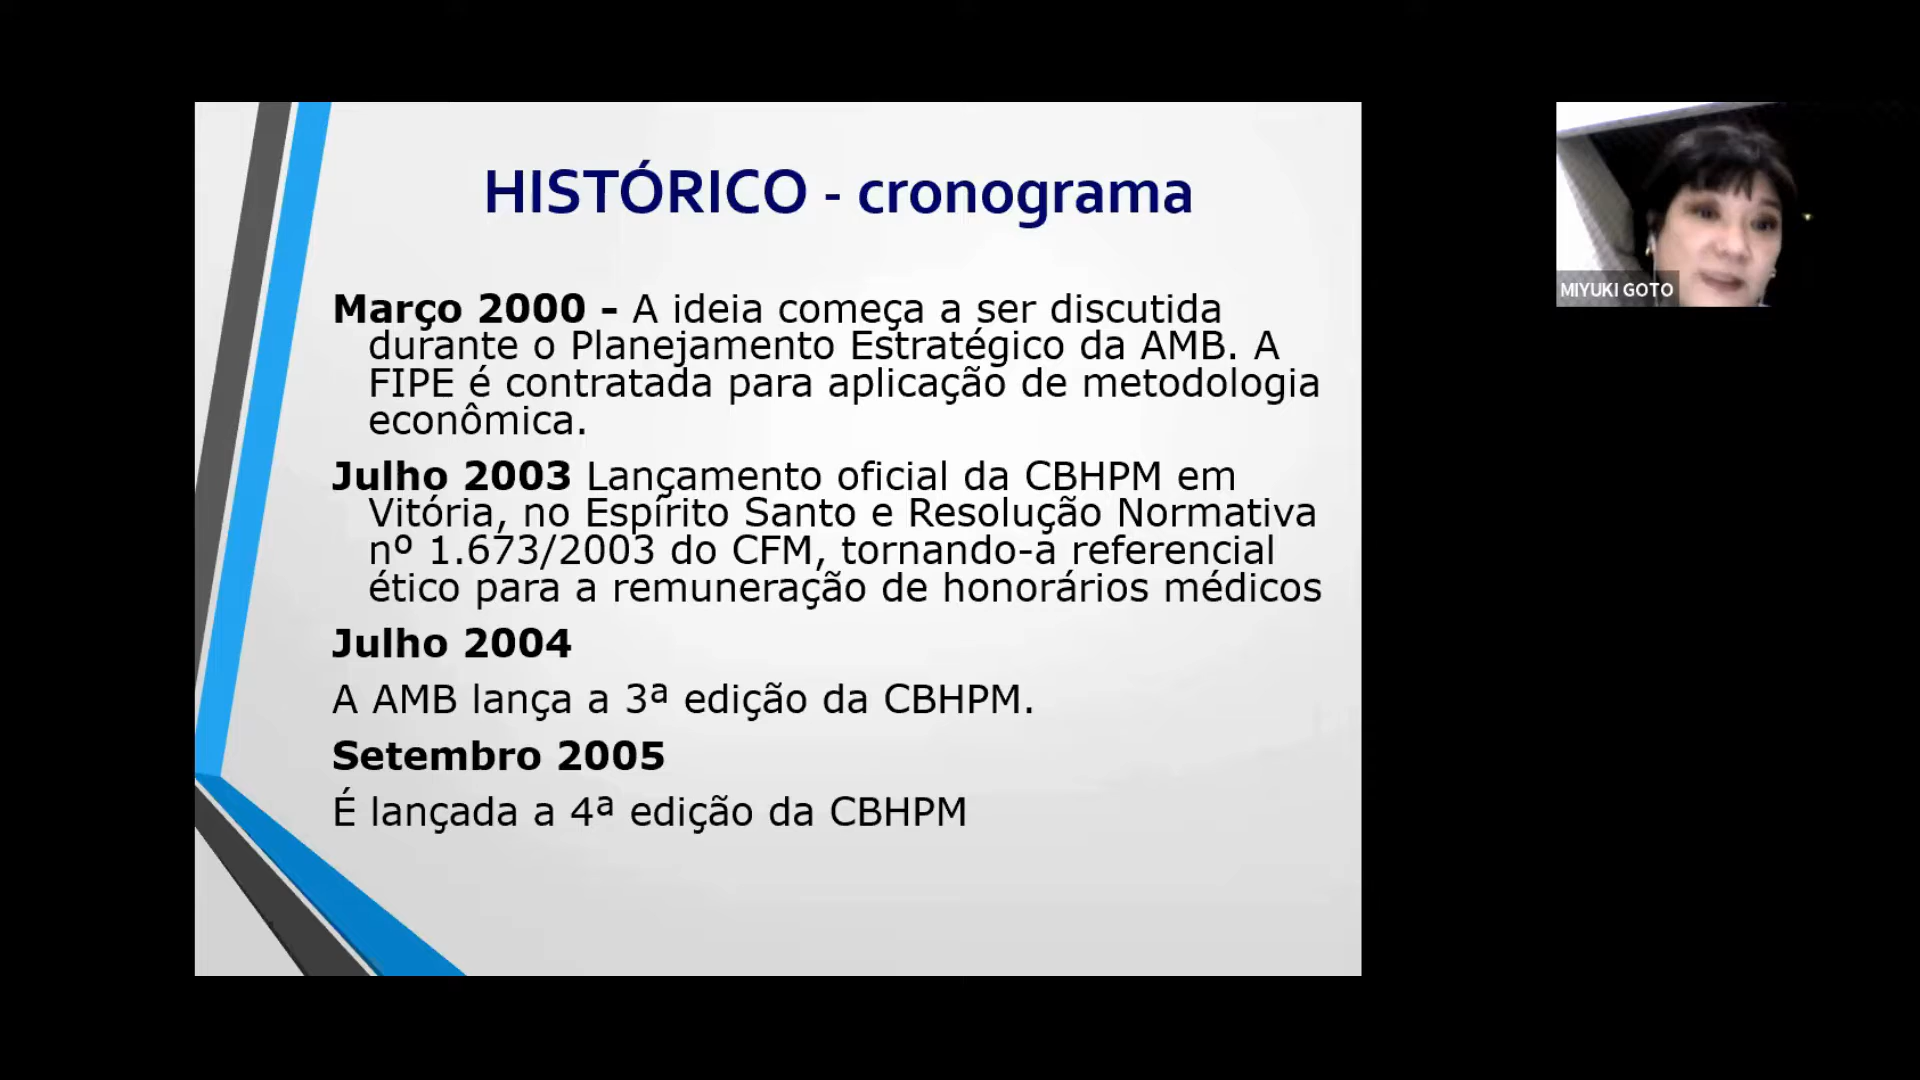 HISTÓRICO - cronograma
Março 2000 - A ideia começa a ser discutida
durante o Planejamento Estratégico da AMB. A
FIPE é contratada para aplicação de metodologia
econômica.
Julho 2003 Lançamento oficial da CBHPM em
Vitória, no Espírito Santo e Resolução Normativa
nº 1.673/2003 do CFM, tornando-a referencial
ético para a remuneração de honorários médicos
Julho 2004
A AMB lança a 3ª edição da CBHPM.
Setembro 2005
É lançada a 4ª edição da CBHPM
MIYUKI GOTO